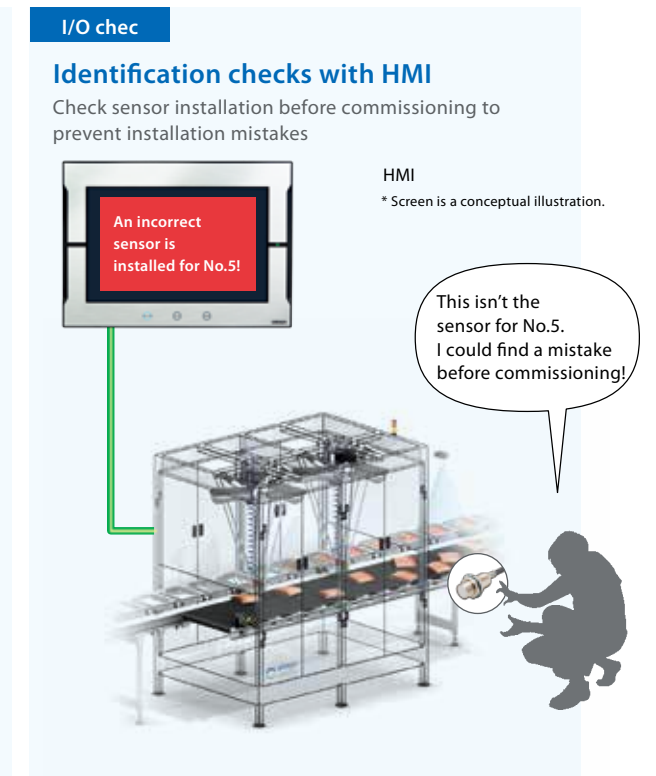 I/O chec
Identification checks with HMI
Check sensor installation before commissioning to
prevent installation mistakes
HMI
* Screen is a conceptual illustration.
An incorrect
sensor is
installed for No.5!
This isn't the
sensor for No.5.
I could find a mistake
before commissioning!